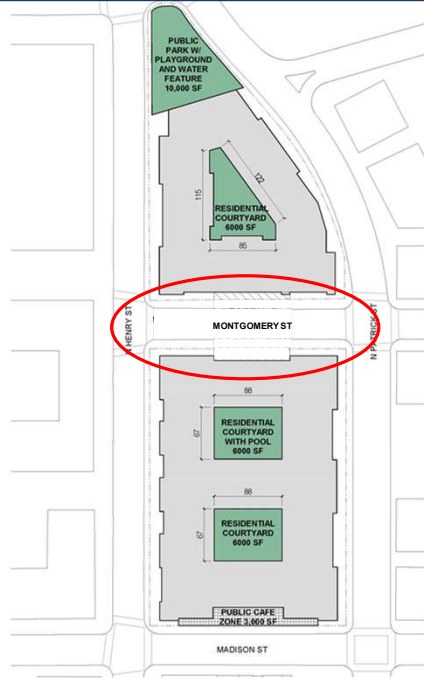 PUBLIC
PARK W/
PLAYGROUND
AND WATER
FEATURE
10,000 SF
115
122
RESIDENTIAL
COURTYARD
6000 SF
85
N HENRY ST
MONTGOMERY ST
N PATRICK ST
88
67
RESIDENTIAL
COURTYARD
WITH POOL
6000 SF
88
67
RESIDENTIAL
COURTYARD
6000 SF
PUBLIC CAFE
ZONE 3,000 SF
MADISON ST